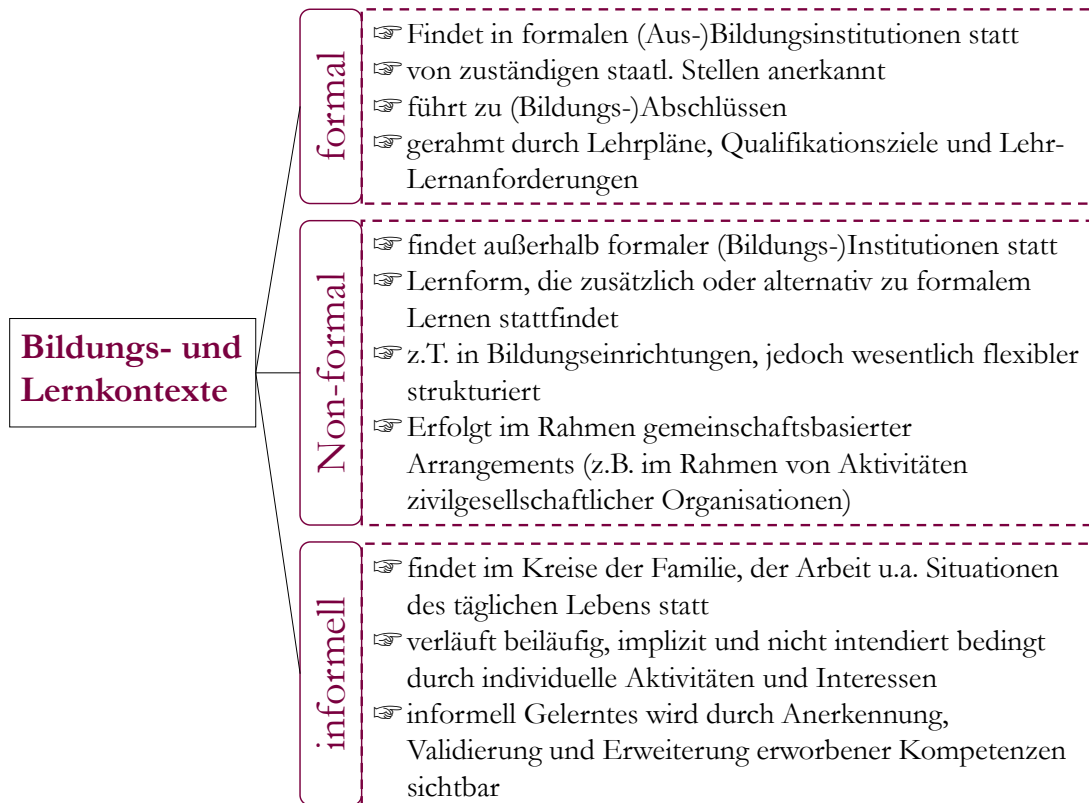 Bildungs- und
Lernkontexte
formal
☞ Findet in formalen (Aus-)Bildungsinstitutionen statt
☞ von zuständigen staatl. Stellen anerkannt
☞ führt zu (Bildungs-)Abschlüssen
☞ gerahmt durch Lehrpläne, Qualifikationsziele und Lehr-
Lernanforderungen
Non-formal
☞ findet außerhalb formaler (Bildungs-)Institutionen statt
☞ Lernform, die zusätzlich oder alternativ zu formalem
Lernen stattfindet
☞ z.T. in Bildungseinrichtungen, jedoch wesentlich flexibler
strukturiert
☞ Erfolgt im Rahmen gemeinschaftsbasierter
Arrangements (z.B. im Rahmen von Aktivitäten
zivilgesellschaftlicher Organisationen)
informell
☞ findet im Kreise der Familie, der Arbeit u.a. Situationen
des täglichen Lebens statt
☞ verläuft beiläufig, implizit und nicht intendiert bedingt
durch individuelle Aktivitäten und Interessen
☞ informell Gelerntes wird durch Anerkennung,
Validierung und Erweiterung erworbener Kompetenzen
sichtbar